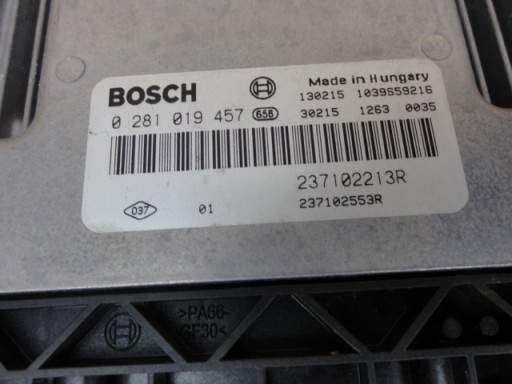 BOSCH
Made in Hungary
130215 1039S59216
0 281 019 457 658 30215 1263 0035
237102213R
037 01 237102553R
>PA66-
GF30<